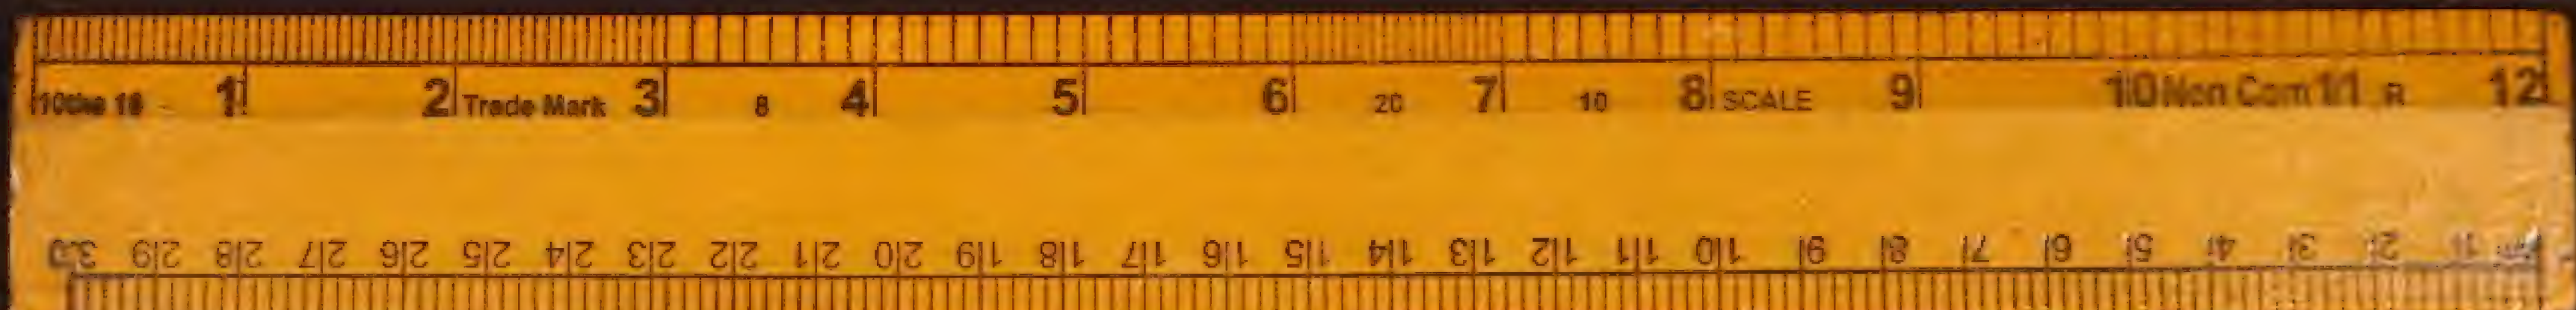 10ths 16 1 2 Trade Mark 3 8 4 5 6 20 7 10 8 SCALE 9 10 Non Com 11 R 12
1 2 3 4 5 6 7 8 9 10 11 12 13 14 15 16 17 18 19 20 21 22 23 24 25 26 27 28 29 30